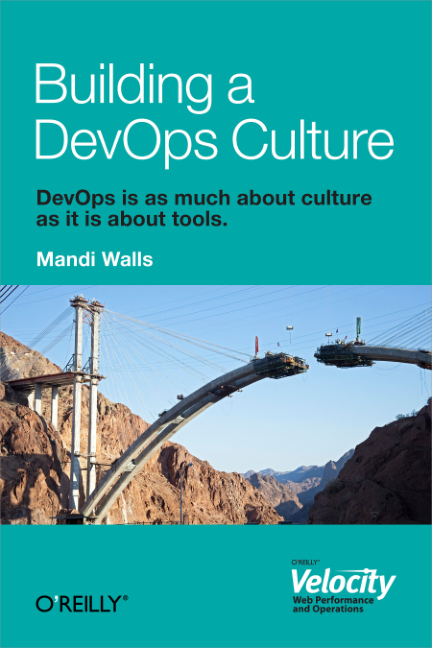 Building a
DevOps Culture
DevOps is as much about culture
as it is about tools.
Mandi Walls
O'REILLY®
O'REILLY™
Velocity
Web Performance
and Operations